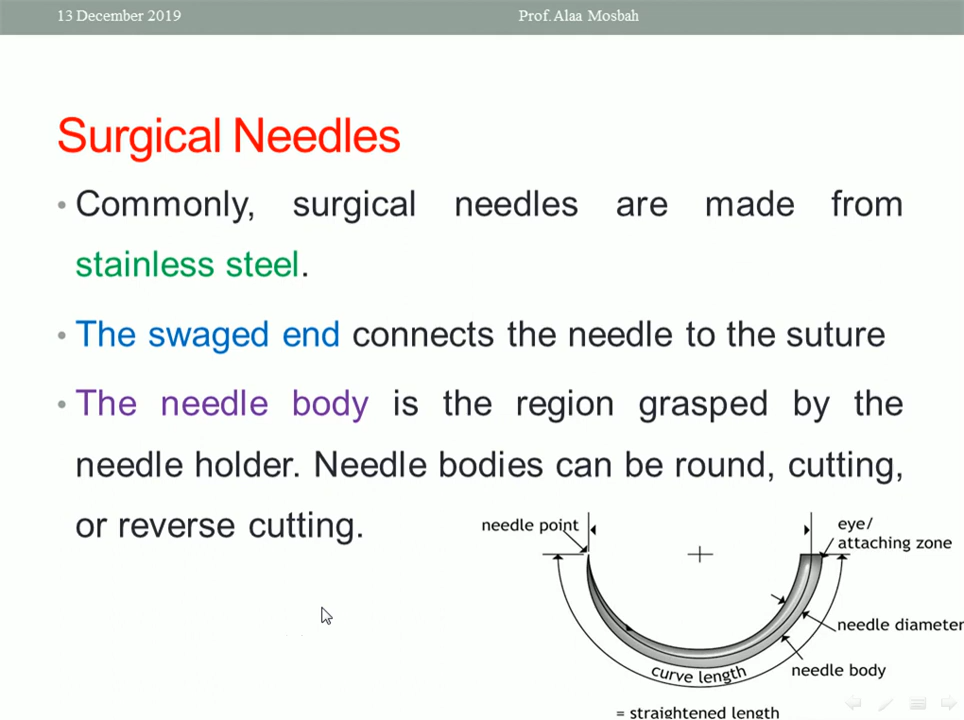 13 December 2019 Prof. Alaa Mosbah
Surgical Needles
• Commonly, surgical needles are made from
stainless steel.
• The swaged end connects the needle to the suture
• The needle body is the region grasped by the
needle holder. Needle bodies can be round, cutting,
or reverse cutting.
needle point
eye/
attaching zone
needle diameter
needle body
curve length
= straightened length